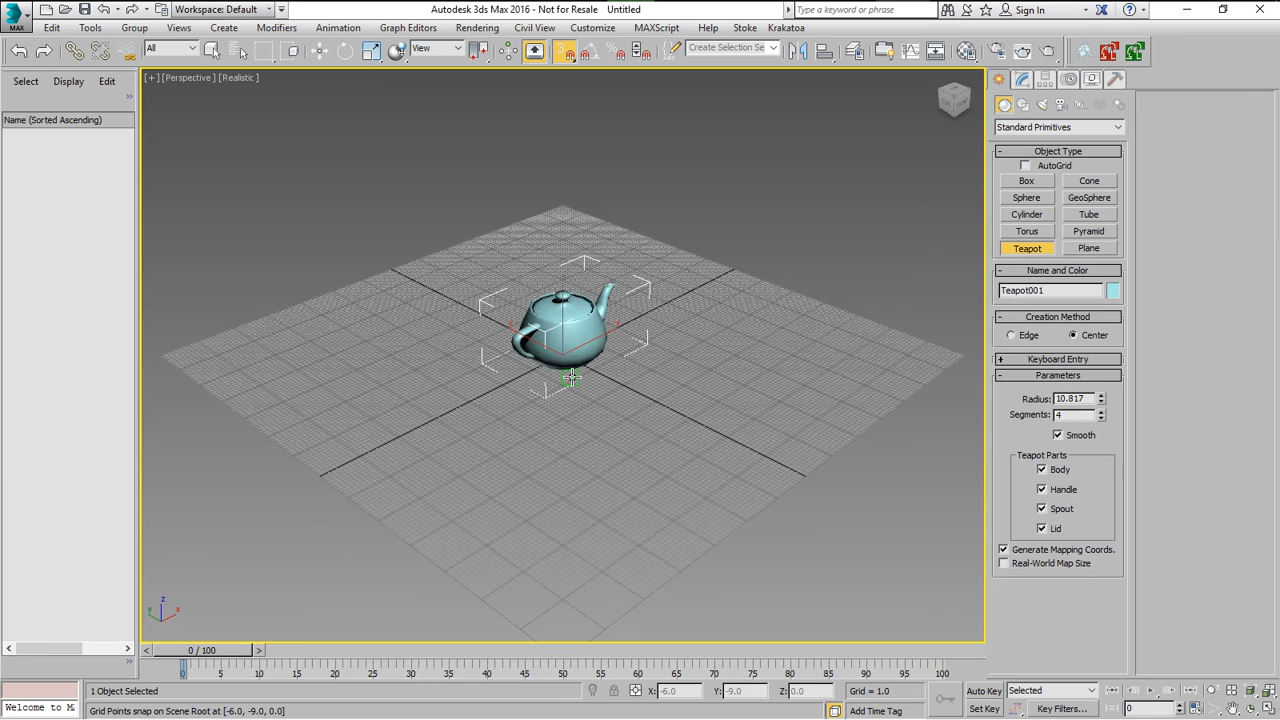 Workspace: Default
Autodesk 3ds Max 2016 - Not for Resale   Untitled
Type a keyword or phrase
Sign In
MAX
Edit Tools Group Views Create Modifiers Animation Graph Editors Rendering Civil View Customize MAXScript Help Stoke Krakatoa
All
View
3
Create Selection Se
Select Display Edit
[+] [Perspective] [Realistic]
Name (Sorted Ascending)
Standard Primitives
- Object Type
AutoGrid
Box Cone
Sphere GeoSphere
Cylinder Tube
Torus Pyramid
Teapot Plane
- Name and Color
Teapot001
- Creation Method
Edge Center
+ Keyboard Entry
- Parameters
Radius: 10.817
Segments: 4
Smooth
Teapot Parts
Body
Handle
Spout
Lid
Generate Mapping Coords.
Real-World Map Size
z
y x
< 0 / 100 >
0 5 10 15 20 25 30 35 40 45 50 55 60 65 70 75 80 85 90 95 100
1 Object Selected
X: -6.0 Y: -9.0 Z: 0.0
Grid = 1.0
Auto Key Selected
Welcome to M
Grid Points snap on Scene Root at [-6.0, -9.0, 0.0]
Add Time Tag
Set Key Key Filters...
0